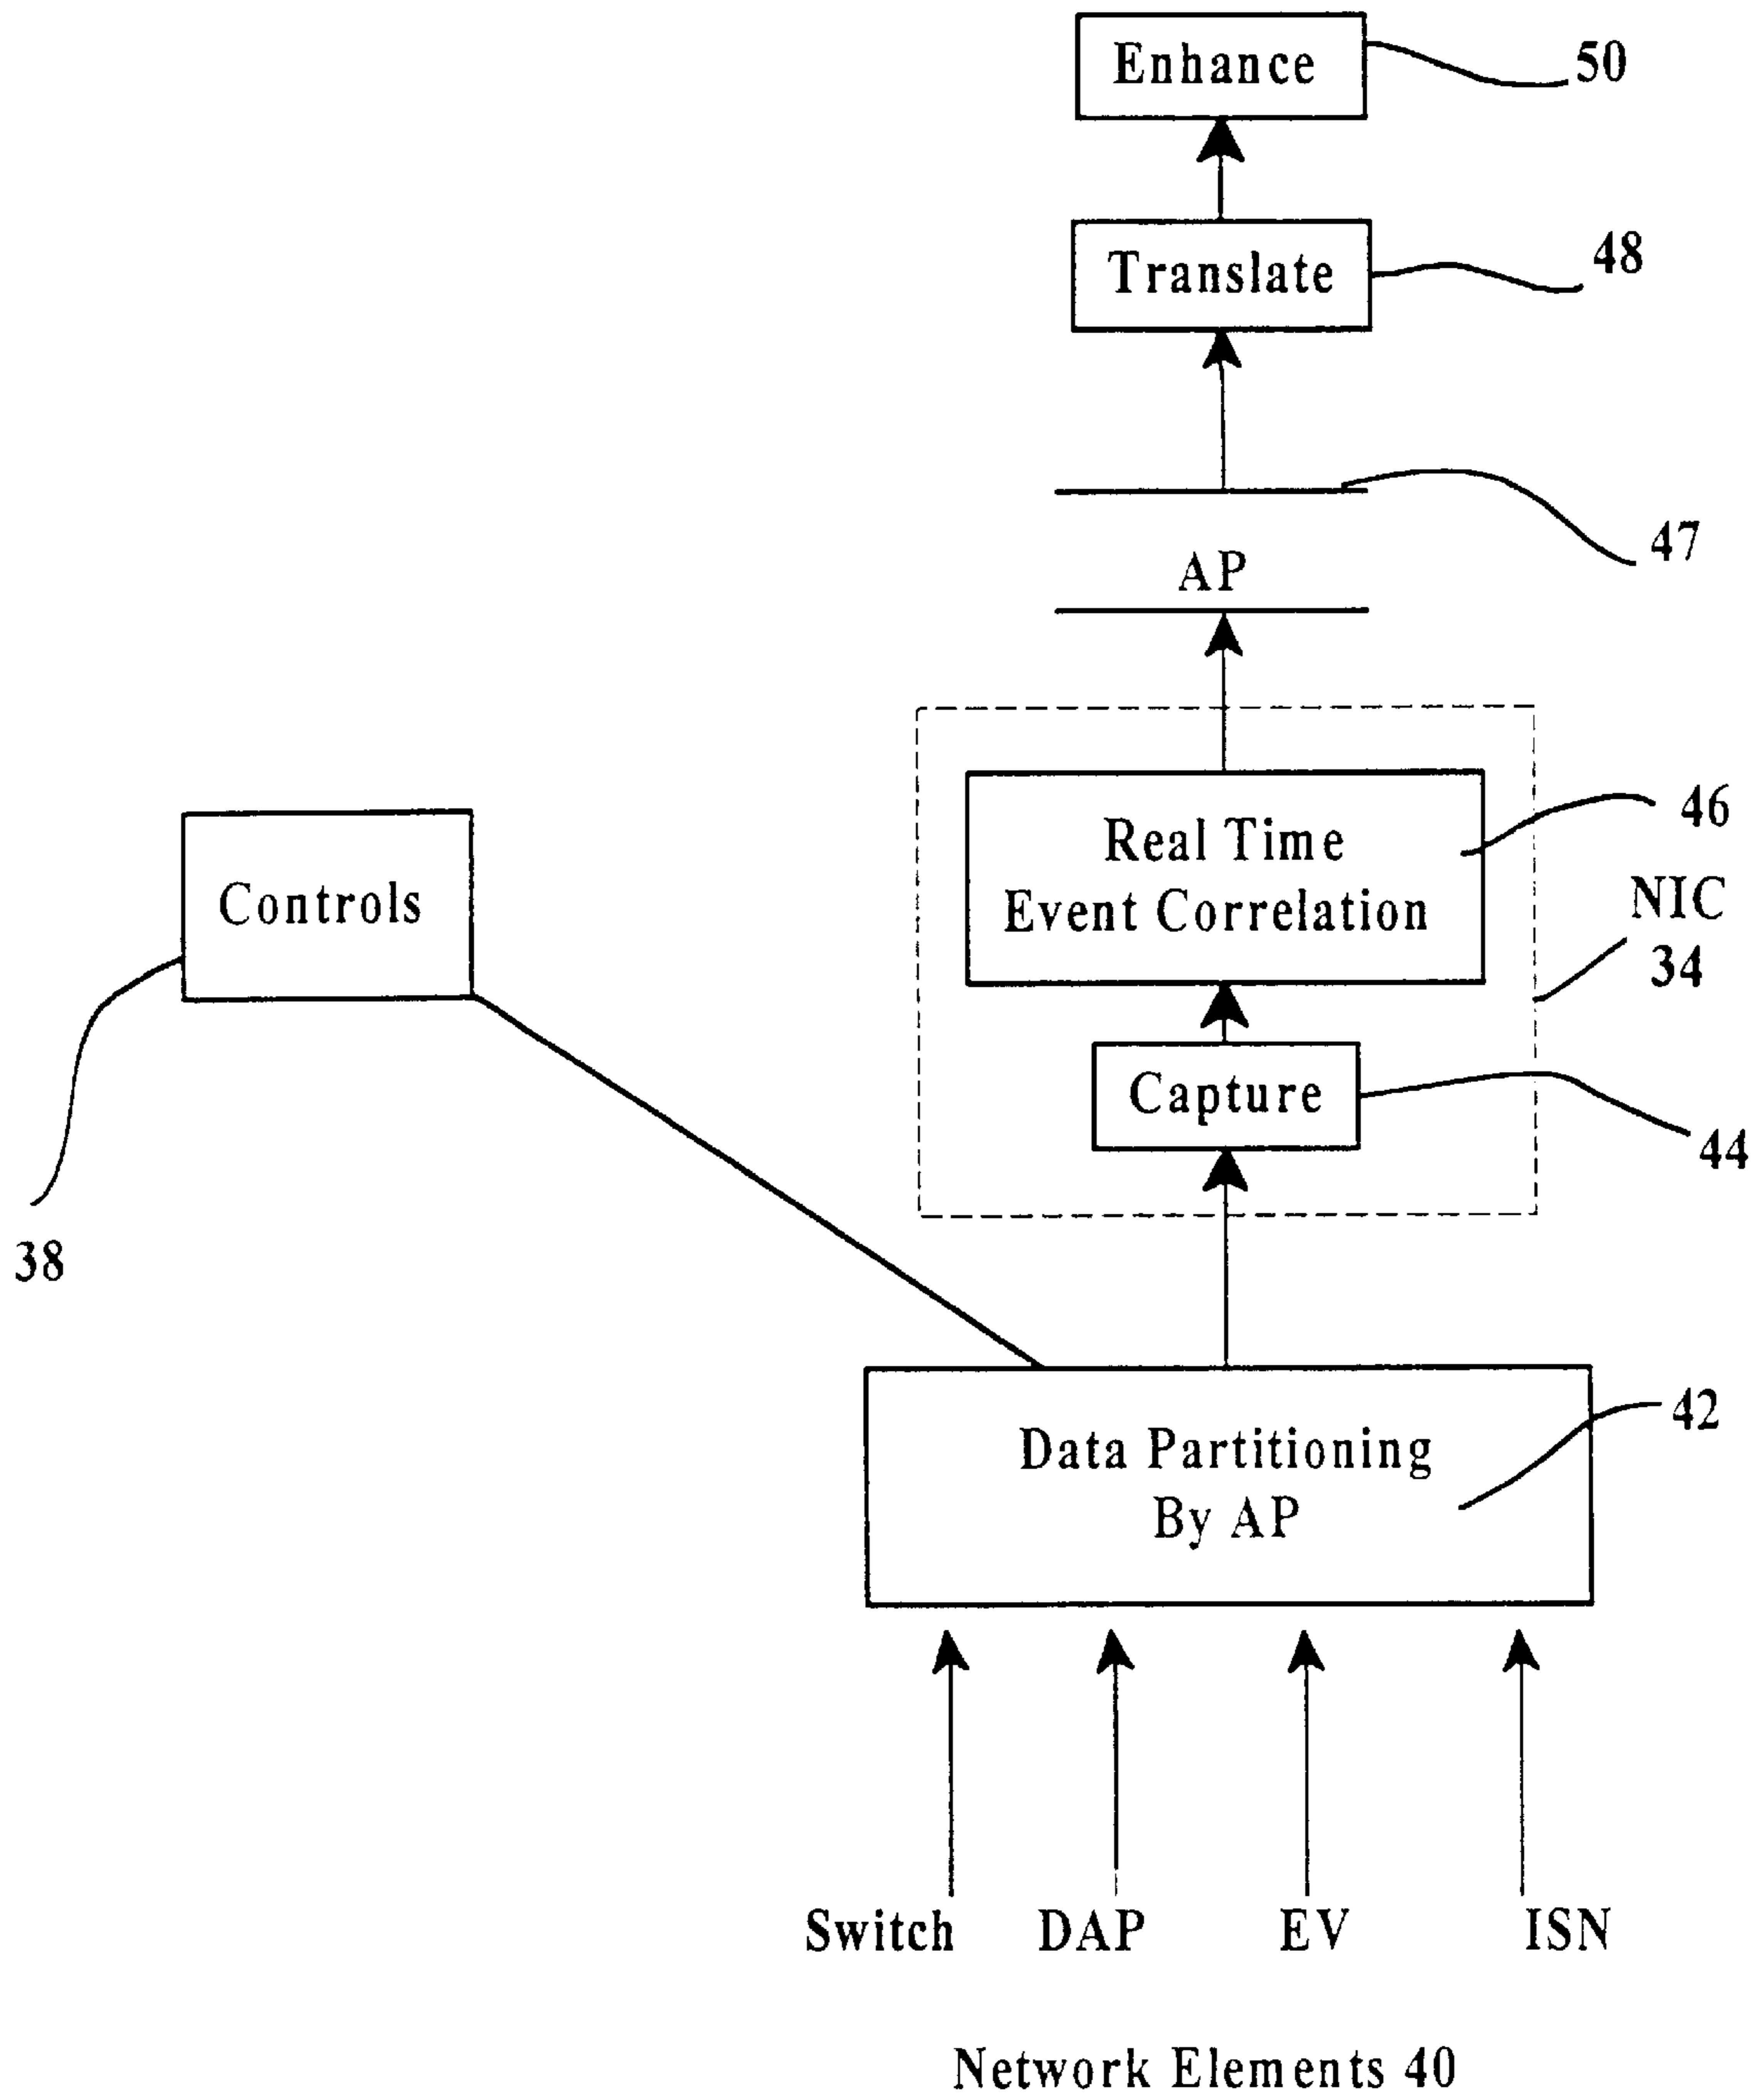 Enhance
50
Translate
48
47
AP
Real Time
Event Correlation
46
NIC
34
Controls
Capture
44
38
Data Partitioning
By AP
42
Switch DAP EV ISN
Network Elements 40